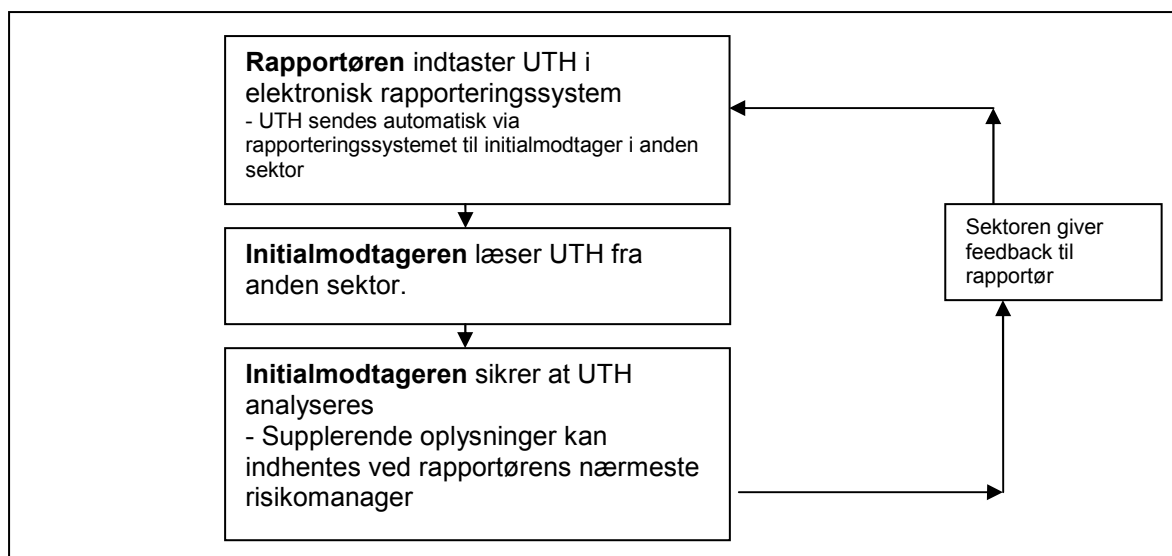 Rapportøren indtaster UTH i
elektronisk rapporteringssystem
- UTH sendes automatisk via
rapporteringssystemet til initialmodtager i anden
sektor
Initialmodtageren læser UTH fra
anden sektor.
Initialmodtageren sikrer at UTH
analyseres
- Supplerende oplysninger kan
indhentes ved rapportørens nærmeste
risikomanager
Sektoren giver
feedback til
rapportør